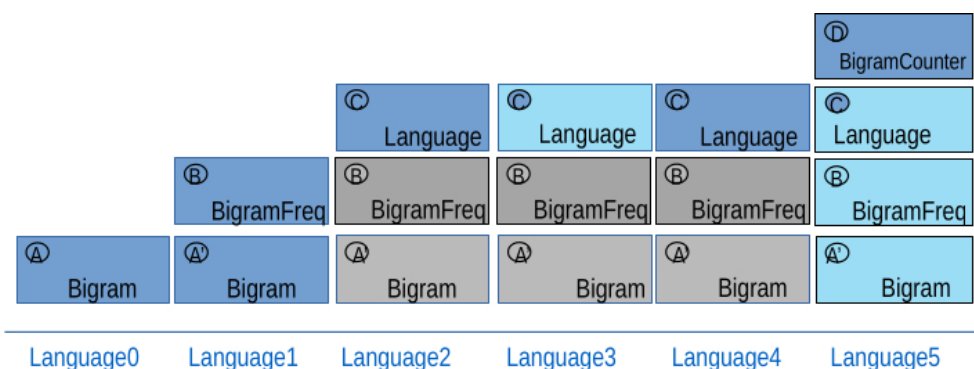 D
BigramCounter
C C C C
Language Language Language Language
B B B B B
BigramFreq BigramFreq BigramFreq BigramFreq BigramFreq
A A' A' A A' A'
Bigram Bigram Bigram Bigram Bigram Bigram
Language0 Language1 Language2 Language3 Language4 Language5